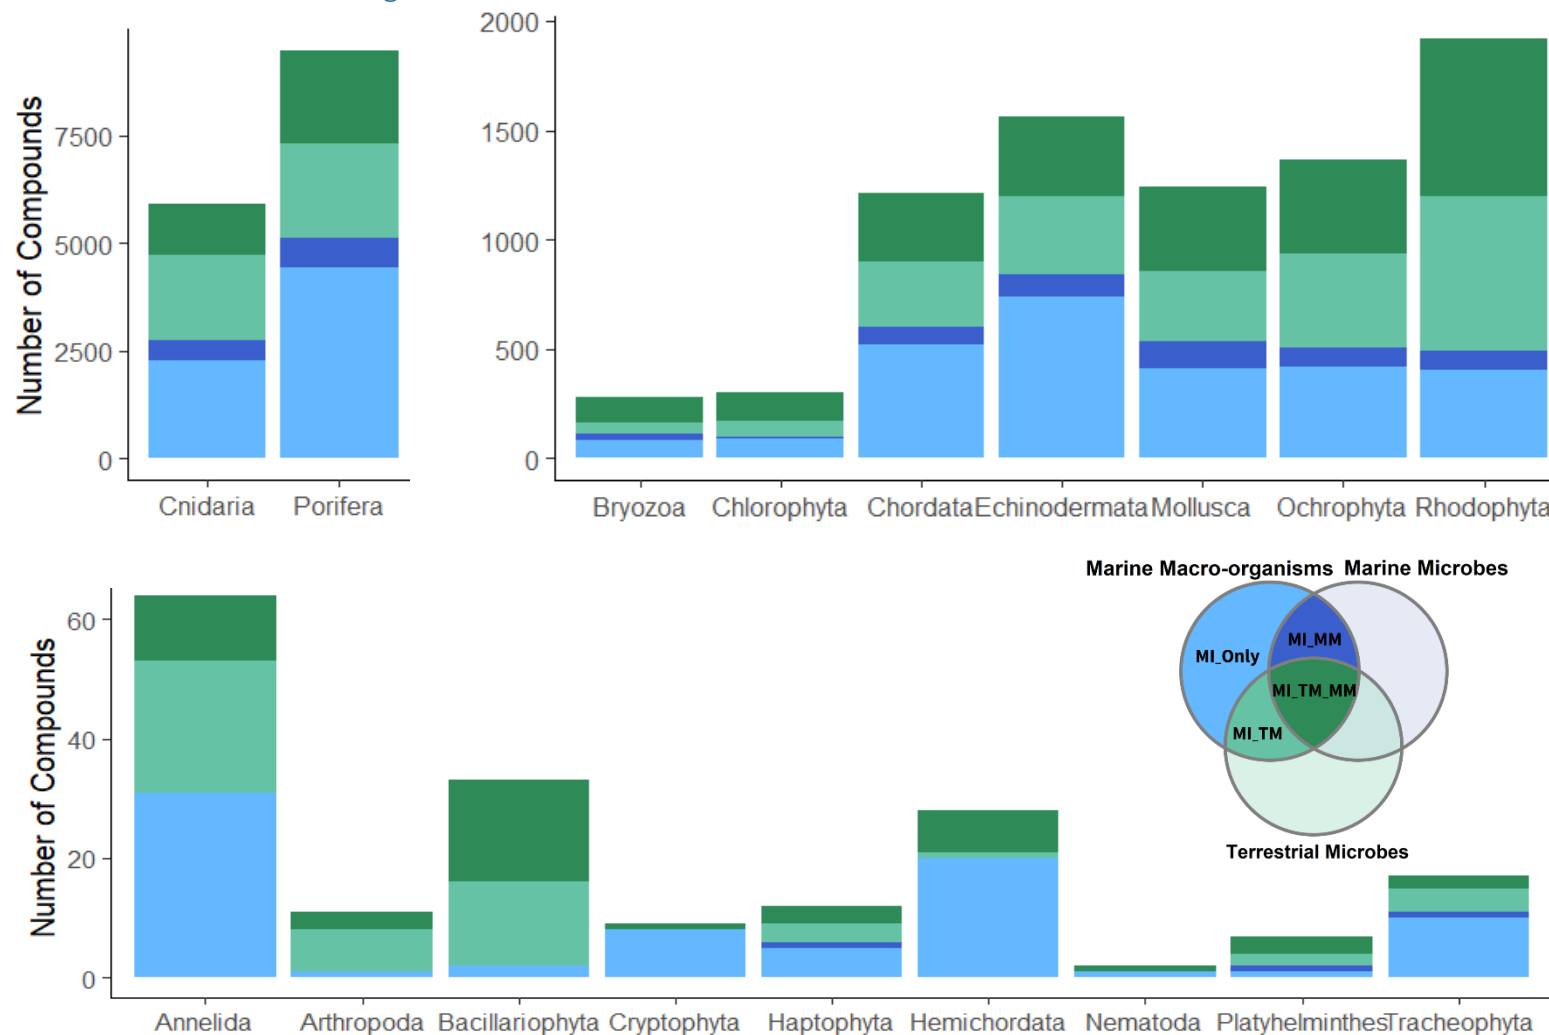 Number of Compounds
7500
5000
2500
0
Cnidaria Porifera
2000
1500
1000
500
0
Bryozoa Chlorophyta Chordata Echinodermata Mollusca Ochrophyta Rhodophyta
Number of Compounds
60
40
20
0
Annelida Arthropoda Bacillariophyta Cryptophyta Haptophyta Hemichordata Nematoda Platyhelminthes Tracheophyta
Marine Macro-organisms Marine Microbes
MI_Only
MI_MM
MI_TM_MM
MI_TM
Terrestrial Microbes